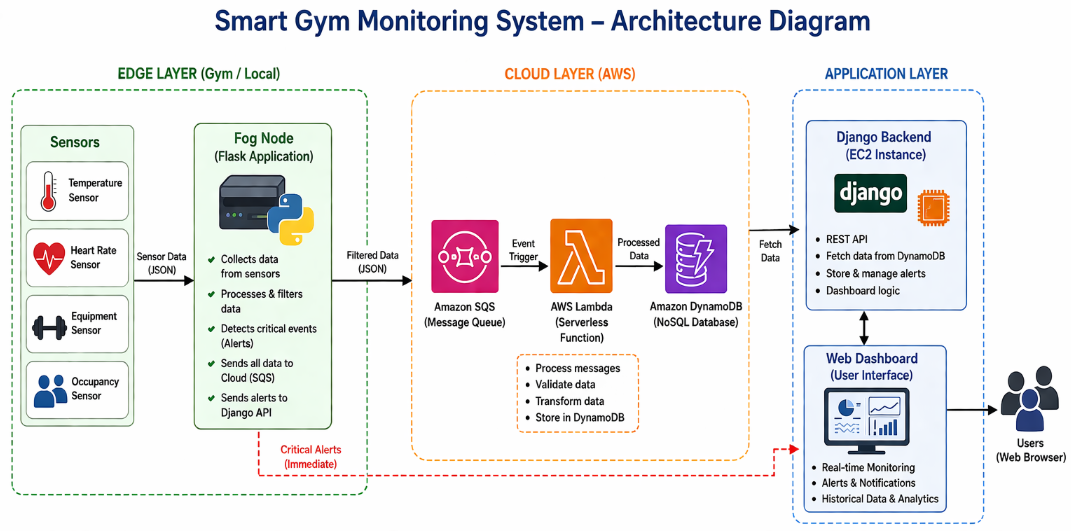 Smart Gym Monitoring System – Architecture Diagram
EDGE LAYER (Gym / Local)
Sensors
Temperature
Sensor
Heart Rate
Sensor
Equipment
Sensor
Occupancy
Sensor
Sensor Data
(JSON)
Fog Node
(Flask Application)
✔ Collects data
from sensors
✔ Processes & filters
data
✔ Detects critical events
(Alerts)
✔ Sends all data to
Cloud (SQS)
✔ Sends alerts to
Django API
Filtered Data
(JSON)
Critical Alerts
(Immediate)
CLOUD LAYER (AWS)
Amazon SQS
(Message Queue)
Event
Trigger
AWS Lambda
(Serverless
Function)
Processed
Data
Amazon DynamoDB
(NoSQL Database)
• Process messages
• Validate data
• Transform data
• Store in DynamoDB
Fetch
Data
APPLICATION LAYER
Django Backend
(EC2 Instance)
django
• REST API
• Fetch data from DynamoDB
• Store & manage alerts
• Dashboard logic
Web Dashboard
(User Interface)
• Real-time Monitoring
• Alerts & Notifications
• Historical Data & Analytics
Users
(Web Browser)